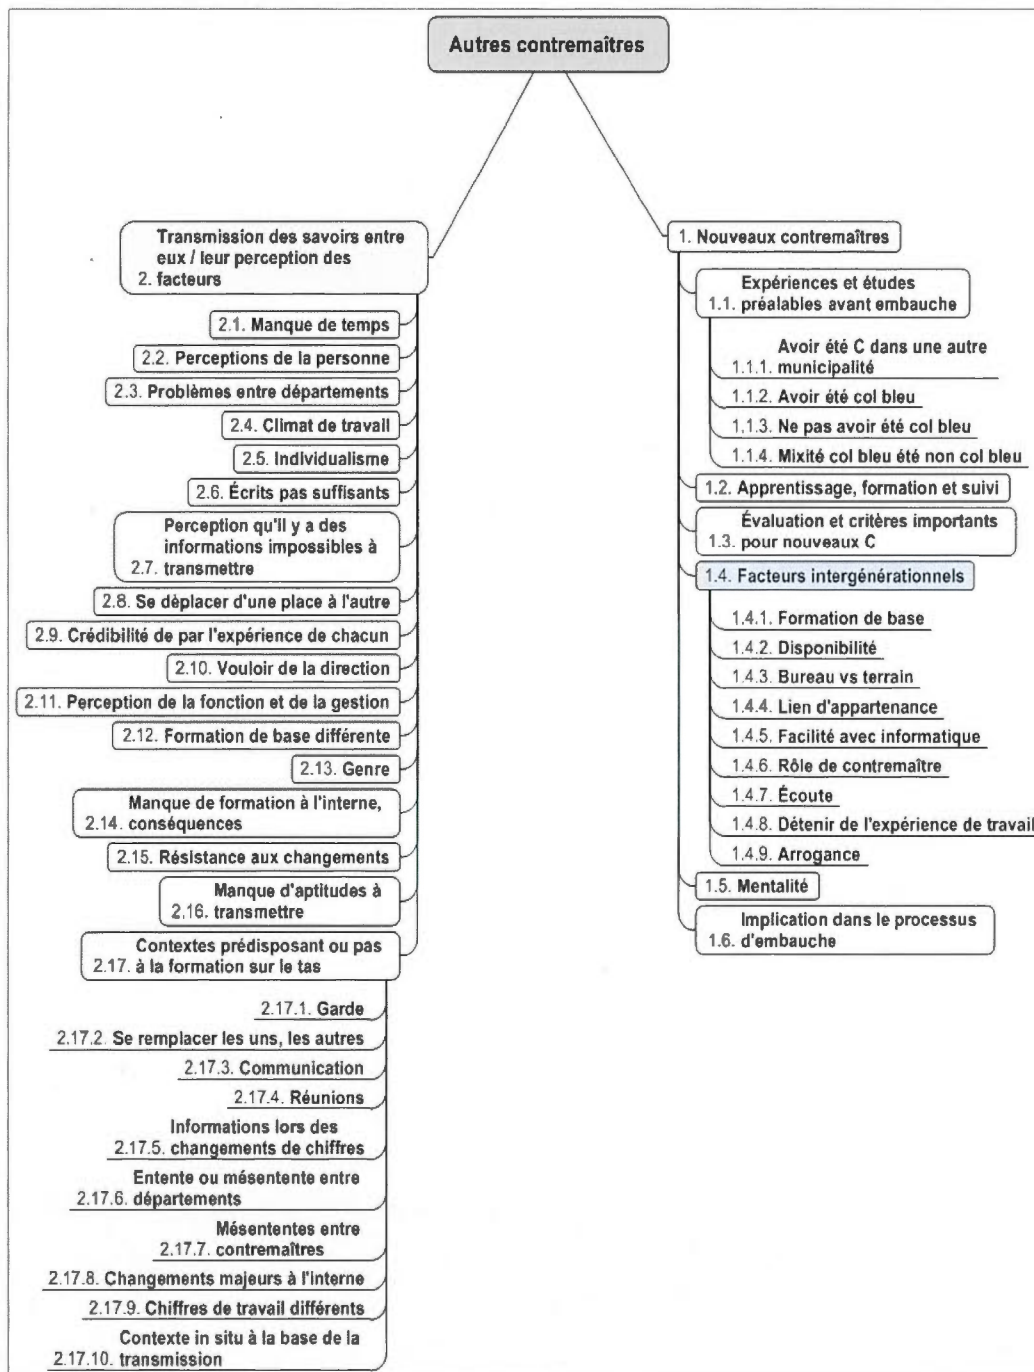 Autres contremaîtres
Transmission des savoirs entre
eux / leur perception des
2. facteurs
2.1. Manque de temps
2.2. Perceptions de la personne
2.3. Problèmes entre départements
2.4. Climat de travail
2.5. Individualisme
2.6. Écrits pas suffisants
Perception qu'il y a des
informations impossibles à
2.7. transmettre
2.8. Se déplacer d'une place à l'autre
2.9. Crédibilité de par l'expérience de chacun
2.10. Vouloir de la direction
2.11. Perception de la fonction et de la gestion
2.12. Formation de base différente
2.13. Genre
Manque de formation à l'interne,
2.14. conséquences
2.15. Résistance aux changements
Manque d'aptitudes à
2.16. transmettre
Contextes prédisposant ou pas
2.17. à la formation sur le tas
2.17.1. Garde
2.17.2. Se remplacer les uns, les autres
2.17.3. Communication
2.17.4. Réunions
Informations lors des
2.17.5. changements de chiffres
Entente ou mésentente entre
2.17.6. départements
Mésententes entre
2.17.7. contremaîtres
2.17.8. Changements majeurs à l'interne
2.17.9. Chiffres de travail différents
Contexte in situ à la base de la
2.17.10. transmission
1. Nouveaux contremaîtres
Expériences et études
1.1. préalables avant embauche
Avoir été C dans une autre
1.1.1. municipalité
1.1.2. Avoir été col bleu
1.1.3. Ne pas avoir été col bleu
1.1.4. Mixité col bleu été non col bleu
1.2. Apprentissage, formation et suivi
Évaluation et critères importants
1.3. pour nouveaux C
1.4. Facteurs intergénérationnels
1.4.1. Formation de base
1.4.2. Disponibilité
1.4.3. Bureau vs terrain
1.4.4. Lien d'appartenance
1.4.5. Facilité avec informatique
1.4.6. Rôle de contremaître
1.4.7. Écoute
1.4.8. Détenir de l'expérience de travail
1.4.9. Arrogance
1.5. Mentalité
Implication dans le processus
1.6. d'embauche